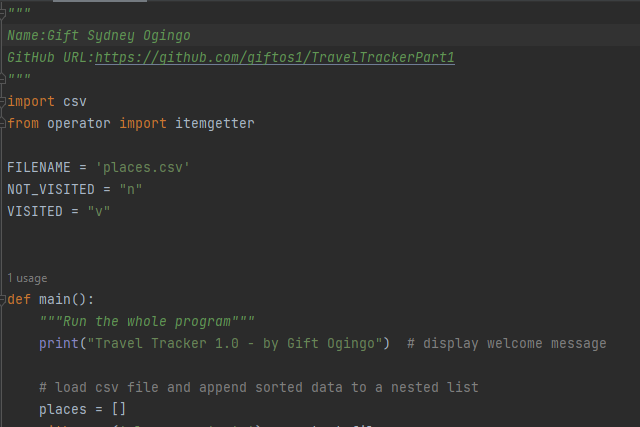 """
Name:Gift Sydney Ogingo
GitHub URL:https://github.com/giftos1/TravelTrackerPart1
"""
import csv
from operator import itemgetter
FILENAME = 'places.csv'
NOT_VISITED = "n"
VISITED = "v"
1 usage
def main():
"""Run the whole program"""
print("Travel Tracker 1.0 - by Gift Ogingo")  # display welcome message
# load csv file and append sorted data to a nested list
places = []